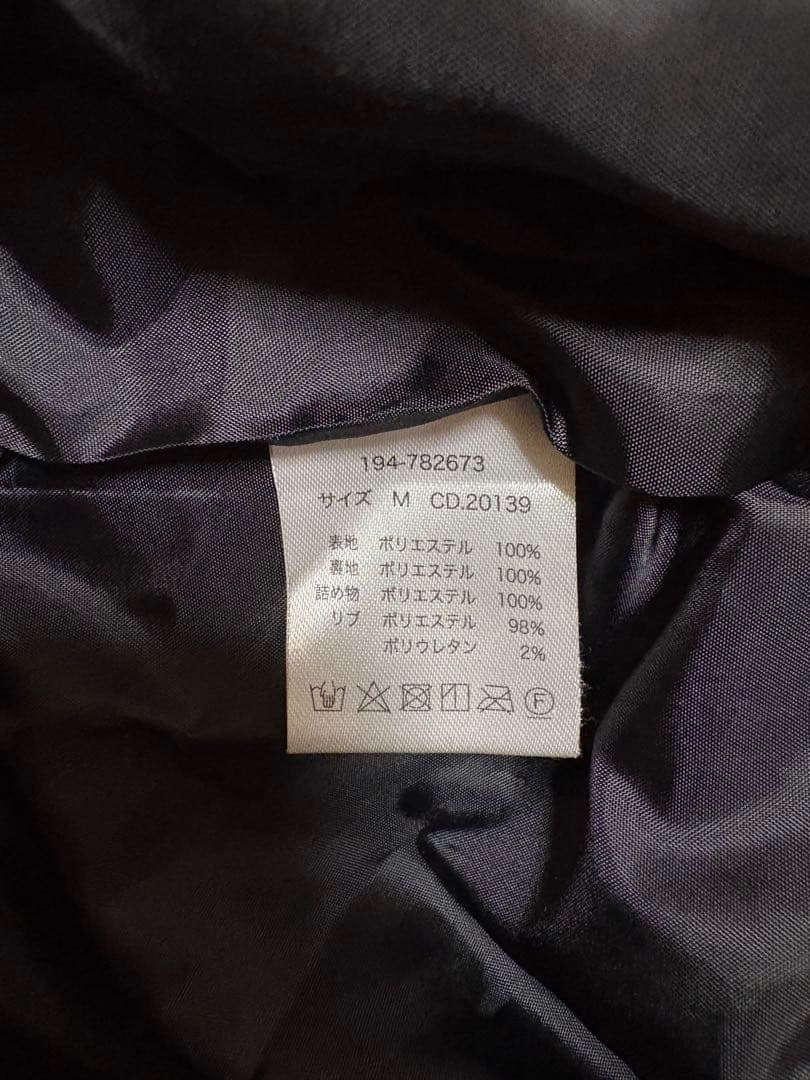 194-782673
サイズ M CD.20139
表地 ポリエステル 100%
裏地 ポリエステル 100%
詰め物 ポリエステル 100%
リブ ポリエステル 98%
ポリウレタン 2%
F